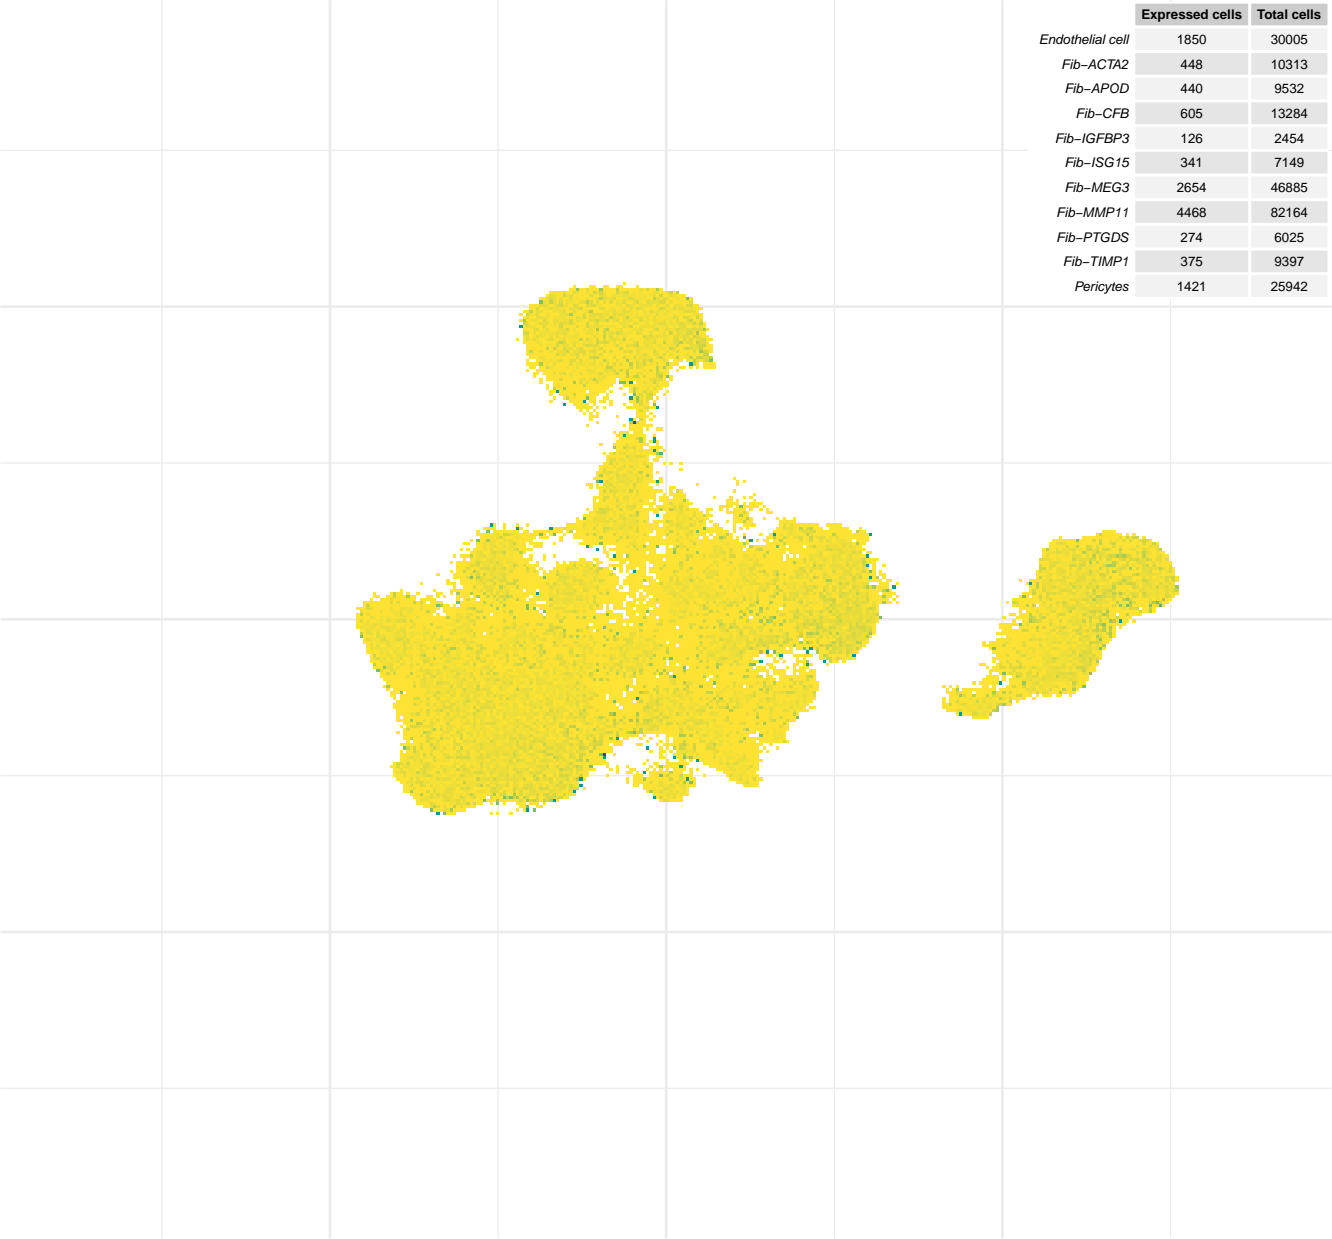 Expressed cells Total cells
Endothelial cell 1850 30005
Fib−ACTA2 448 10313
Fib−APOD 440 9532
Fib−CFB 605 13284
Fib−IGFBP3 126 2454
Fib−ISG15 341 7149
Fib−MEG3 2654 46885
Fib−MMP11 4468 82164
Fib−PTGDS 274 6025
Fib−TIMP1 375 9397
Pericytes 1421 25942